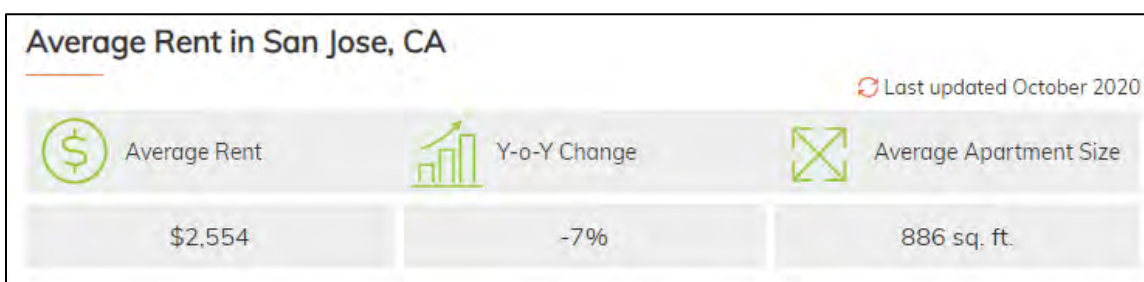 Average Rent in San Jose, CA
Last updated October 2020
Average Rent
Y-o-Y Change
Average Apartment Size
$2,554
-7%
886 sq. ft.